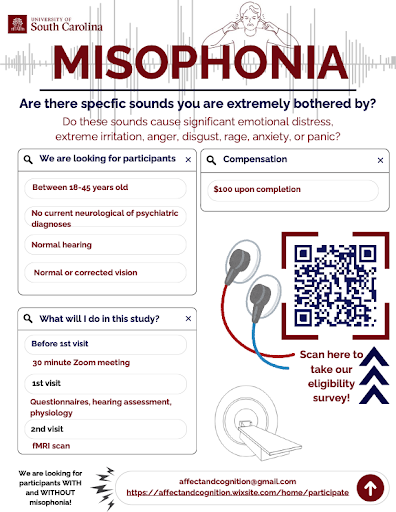 UNIVERSITY OF
South Carolina
MISOPHONIA
Are there specfic sounds you are extremely bothered by?
Do these sounds cause significant emotional distress,
extreme irritation, anger, disgust, rage, anxiety, or panic?
We are looking for participants ×
Between 18-45 years old
No current neurological of psychiatric
diagnoses
Normal hearing
Normal or corrected vision
Compensation ×
$100 upon completion
What will I do in this study? ×
Before 1st visit
30 minute Zoom meeting
1st visit
Questionnaires, hearing assessment,
physiology
2nd visit
fMRI scan
Scan here to
take our
eligibility
survey!
We are looking for
participants WITH
and WITHOUT
misophonia!
affectandcognition@gmail.com
https://affectandcognition.wixsite.com/home/participate